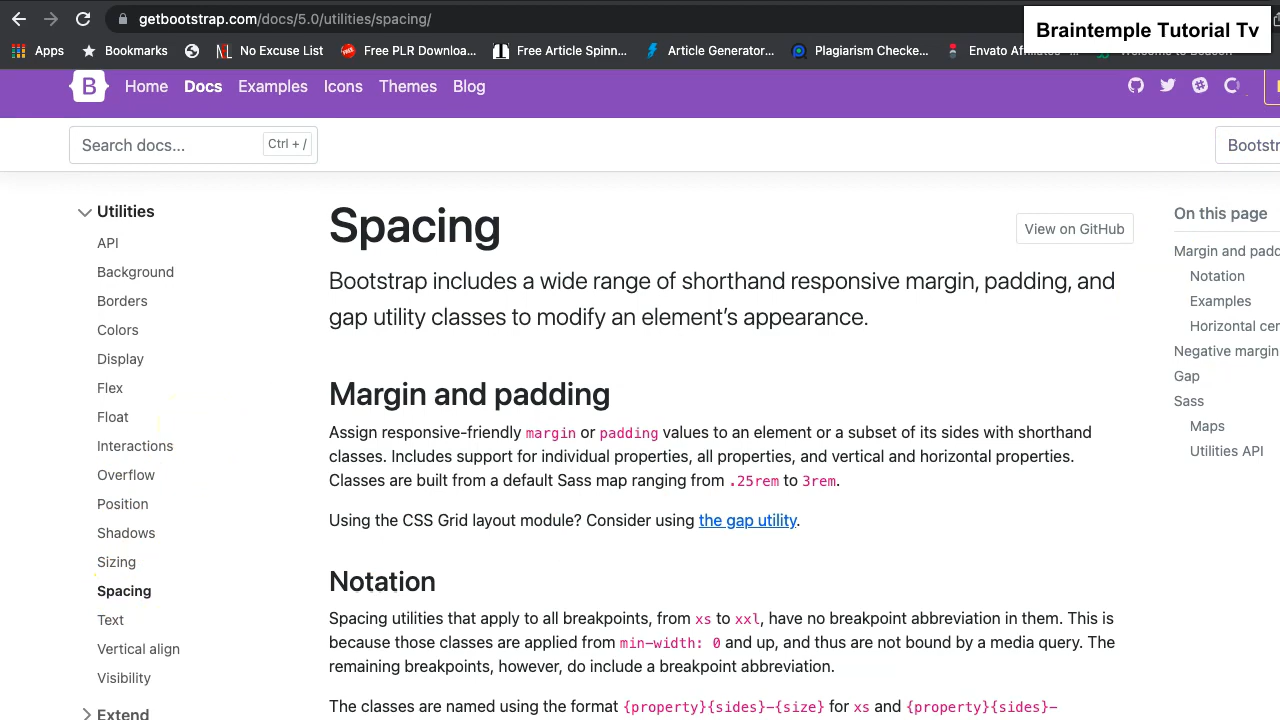 getbootstrap.com/docs/5.0/utilities/spacing/
Braintemple Tutorial Tv
Apps Bookmarks No Excuse List Free PLR Downloa... Free Article Spinn... Article Generator... Plagiarism Checke... Envato Affiliates
B Home Docs Examples Icons Themes Blog
Search docs... Ctrl + / Bootstr
Utilities
API
Background
Borders
Colors
Display
Flex
Float
Interactions
Overflow
Position
Shadows
Sizing
Spacing
Text
Vertical align
Visibility
Extend
Spacing
View on GitHub
Bootstrap includes a wide range of shorthand responsive margin, padding, and
gap utility classes to modify an element’s appearance.
Margin and padding
Assign responsive-friendly margin or padding values to an element or a subset of its sides with shorthand
classes. Includes support for individual properties, all properties, and vertical and horizontal properties.
Classes are built from a default Sass map ranging from .25rem to 3rem.
Using the CSS Grid layout module? Consider using the gap utility.
Notation
Spacing utilities that apply to all breakpoints, from xs to xxl, have no breakpoint abbreviation in them. This is
because those classes are applied from min-width: 0 and up, and thus are not bound by a media query. The
remaining breakpoints, however, do include a breakpoint abbreviation.
The classes are named using the format {property}{sides}-{size} for xs and {property}{sides}-
On this page
Margin and padd
Notation
Examples
Horizontal cen
Negative margin
Gap
Sass
Maps
Utilities API